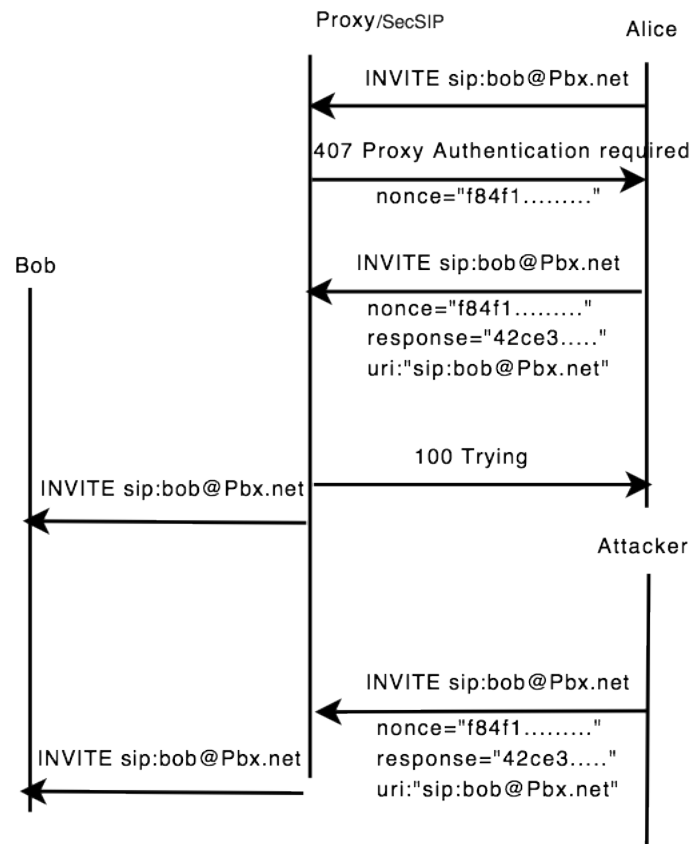 Proxy/SecSIP
Alice
INVITE sip:bob@Pbx.net
407 Proxy Authentication required
nonce="f84f1........."
Bob
INVITE sip:bob@Pbx.net
nonce="f84f1........."
response="42ce3....."
uri:"sip:bob@Pbx.net"
100 Trying
INVITE sip:bob@Pbx.net
Attacker
INVITE sip:bob@Pbx.net
nonce="f84f1........."
INVITE sip:bob@Pbx.net
response="42ce3....."
uri:"sip:bob@Pbx.net"